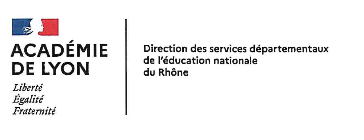 ACADÉMIE
DE LYON
Liberté
Égalité
Fraternité
Direction des services départementaux
de l'éducation nationale
du Rhône